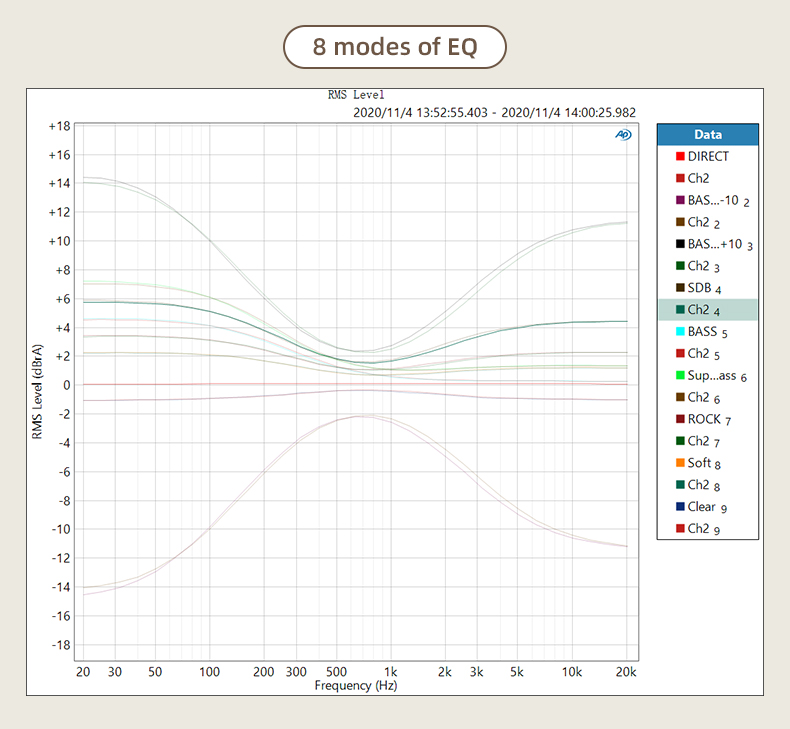 8 modes of EQ
RMS Level
2020/11/4 13:52:55.403 - 2020/11/4 14:00:25.982
AP
+18
+16
+14
+12
+10
+8
+6
+4
+2
0
-2
-4
-6
-8
-10
-12
-14
-16
-18
RMS Level (dBrA)
20 30 50 100 200 300 500 1k 2k 3k 5k 10k 20k
Frequency (Hz)
Data
DIRECT
Ch2
BAS...-10 2
Ch2 2
BAS...+10 3
Ch2 3
SDB 4
Ch2 4
BASS 5
Ch2 5
Sup...ass 6
Ch2 6
ROCK 7
Ch2 7
Soft 8
Ch2 8
Clear 9
Ch2 9